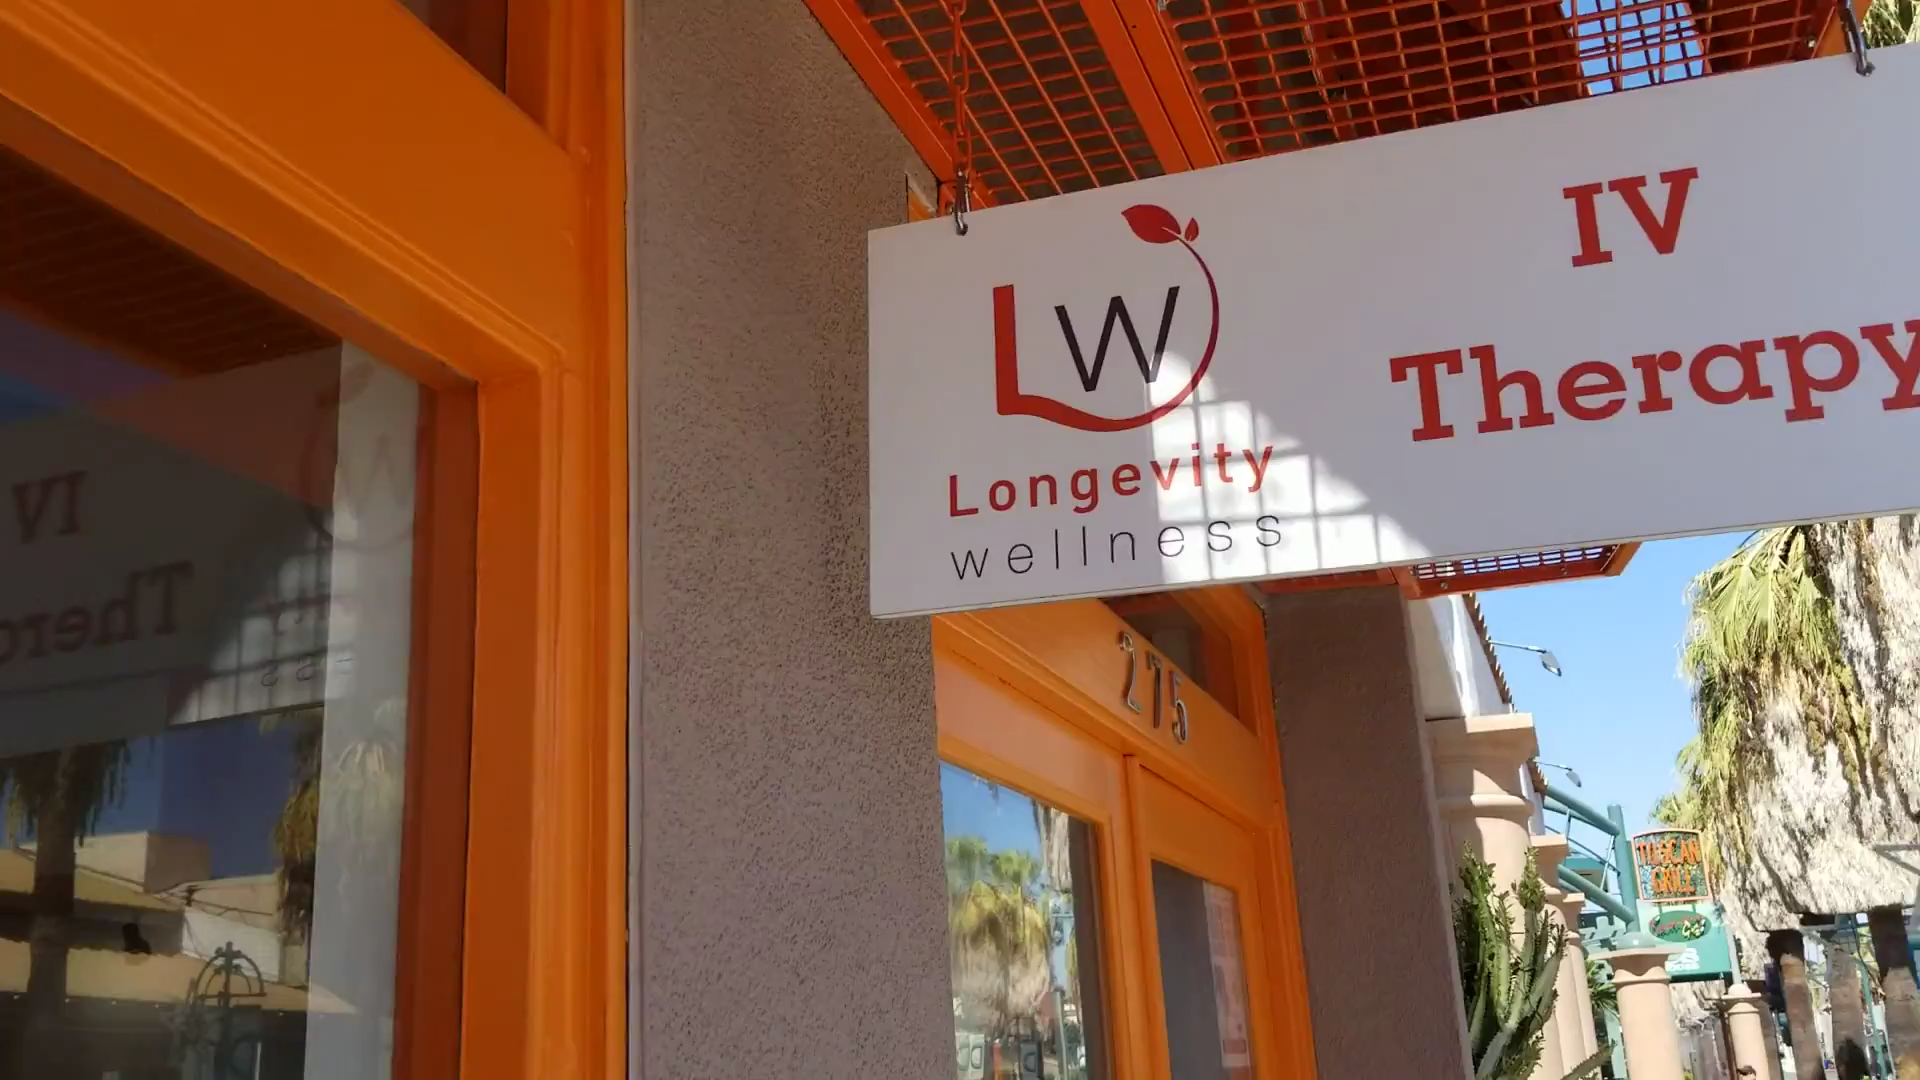 LW
Longevity
wellness
IV
Therapy
275
TUSCAN
GRILL